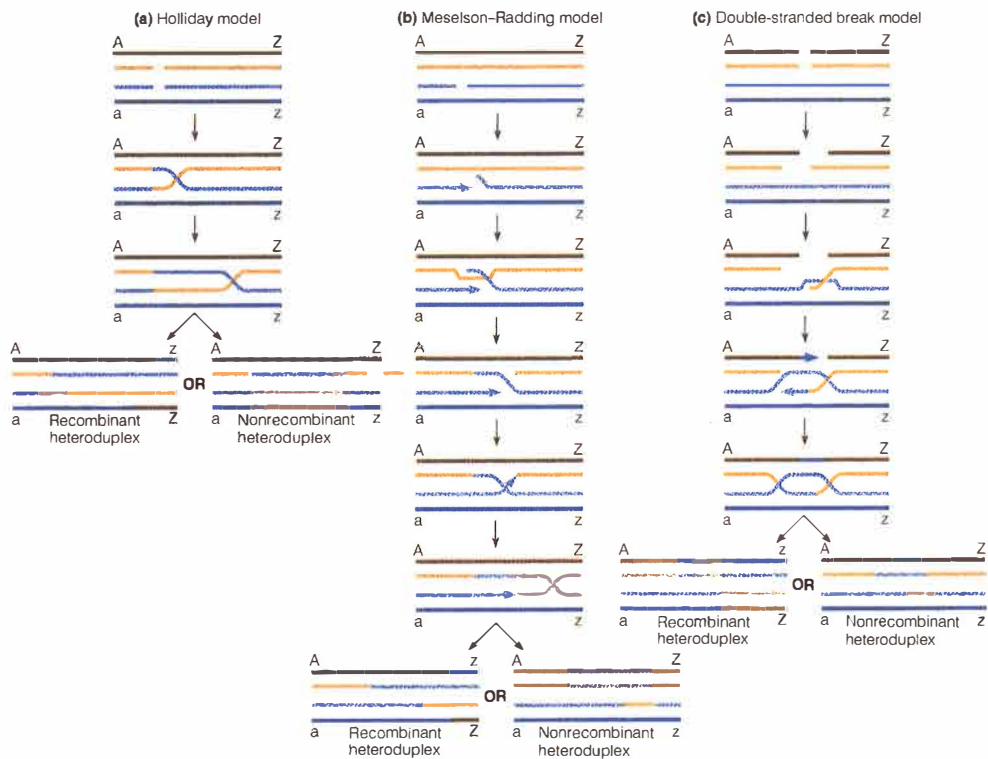 (a) Holliday model
A Z
a z
A Z
a z
A Z
a z
A z
a Z
Recombinant
heteroduplex
OR
A Z
a z
Nonrecombinant
heteroduplex
(b) Meselson–Radding model
A Z
a z
A Z
a z
A Z
a z
A Z
a z
A Z
a z
A Z
a z
A z
a Z
Recombinant
heteroduplex
OR
A Z
a z
Nonrecombinant
heteroduplex
(c) Double-stranded break model
A Z
a z
A Z
a z
A Z
a z
A Z
a z
A Z
a z
A z
a Z
Recombinant
heteroduplex
OR
A Z
a z
Nonrecombinant
heteroduplex